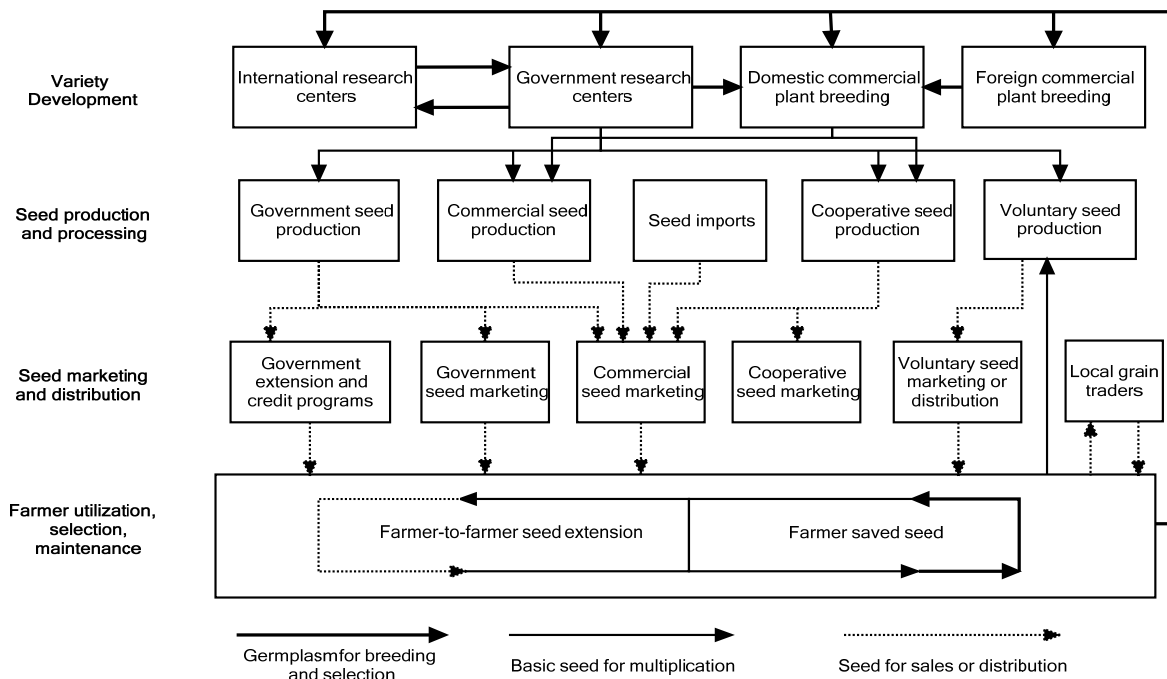 Variety
Development
International research
centers
Government research
centers
Domestic commercial
plant breeding
Foreign commercial
plant breeding
Seed production
and processing
Government seed
production
Commercial seed
production
Seed imports
Cooperative seed
production
Voluntary seed
production
Seed marketing
and distribution
Government
extension and
credit programs
Government
seed marketing
Commercial
seed marketing
Cooperative
seed marketing
Voluntary seed
marketing or
distribution
Local grain
traders
Farmer utilization,
selection,
maintenance
Farmer-to-farmer seed extension
Farmer saved seed
Germplasmfor breeding
and selection
Basic seed for multiplication
Seed for sales or distribution